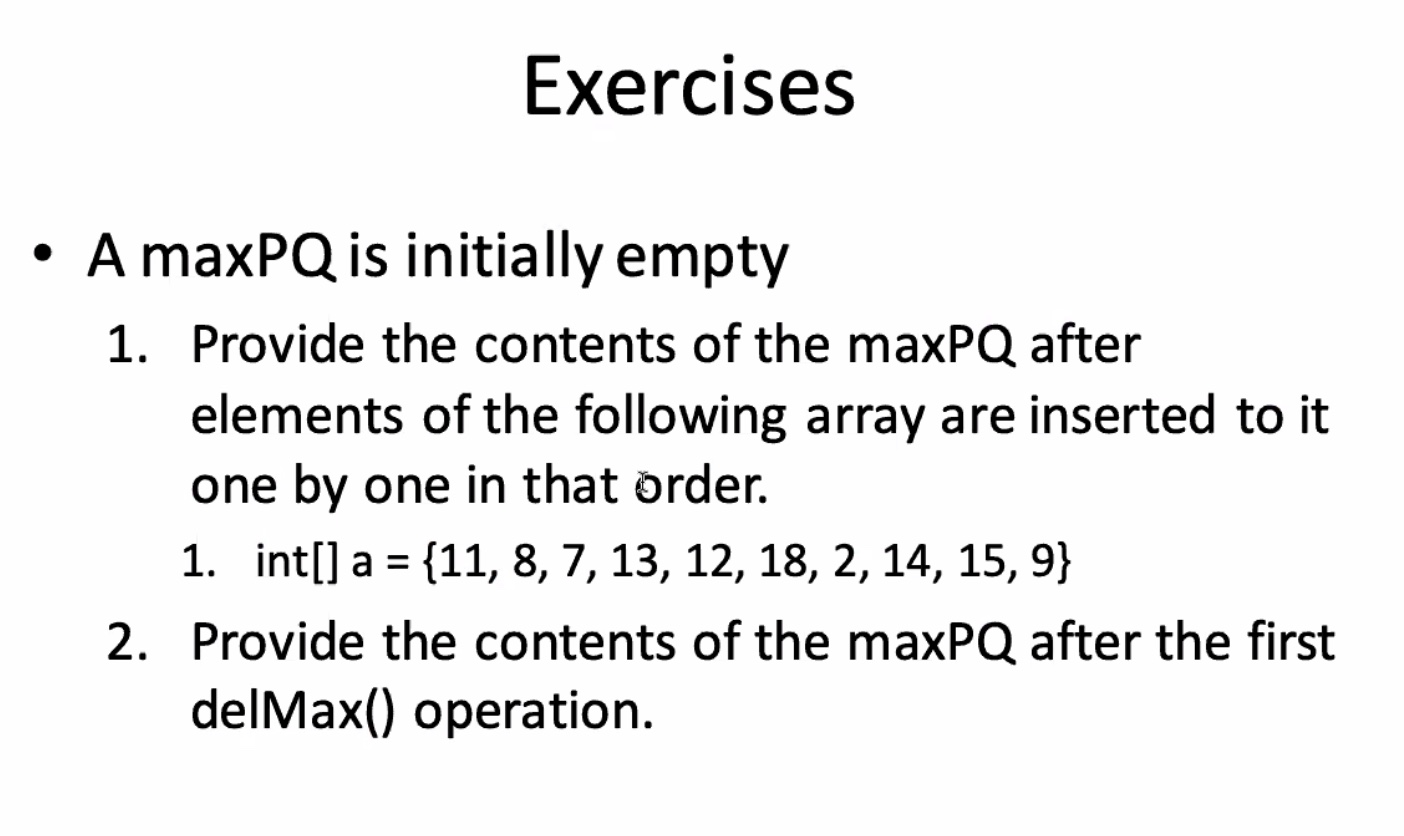 Exercises
• A maxPQ is initially empty
1. Provide the contents of the maxPQ after
elements of the following array are inserted to it
one by one in that order.
1. int[] a = {11, 8, 7, 13, 12, 18, 2, 14, 15, 9}
2. Provide the contents of the maxPQ after the first
delMax() operation.